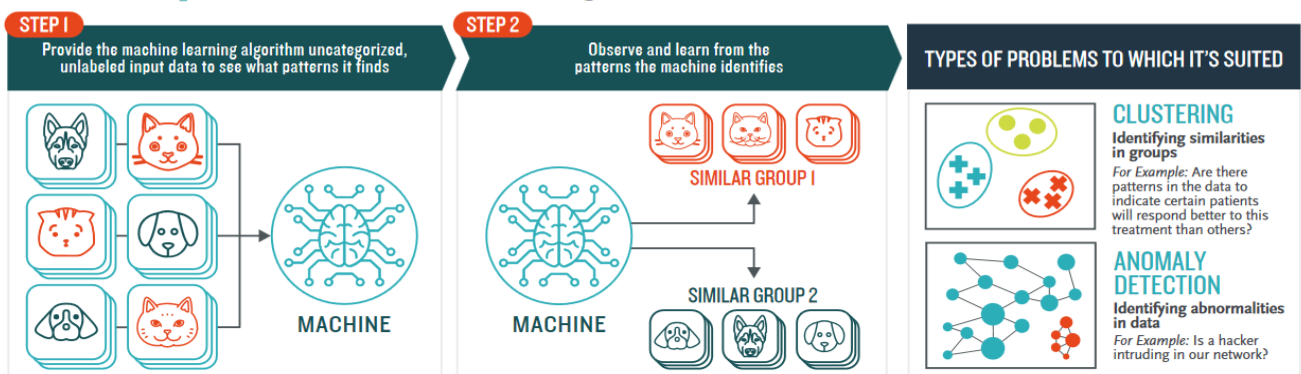 STEP 1
Provide the machine learning algorithm uncategorized,
unlabeled input data to see what patterns it finds
MACHINE
STEP 2
Observe and learn from the
patterns the machine identifies
SIMILAR GROUP 1
MACHINE
SIMILAR GROUP 2
TYPES OF PROBLEMS TO WHICH IT'S SUITED
CLUSTERING
Identifying similarities
in groups
For Example: Are there
patterns in the data to
indicate certain patients
will respond better to this
treatment than others?
ANOMALY
DETECTION
Identifying abnormalities
in data
For Example: Is a hacker
intruding in our network?